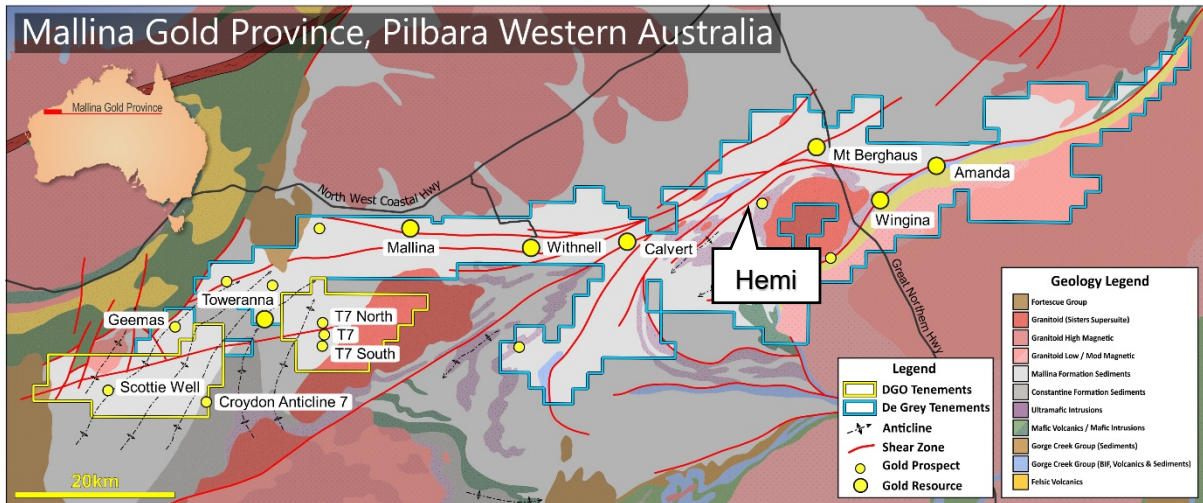 Mallina Gold Province, Pilbara Western Australia
Mallina Gold Province
North West Coastal Hwy
Great Northern Hwy
Mt Berghaus
Amanda
Wingina
Mallina
Withnell
Calvert
Hemi
Toweranna
Geemas
T7 North
T7
T7 South
Scottie Well
Croydon Anticline 7
20km
Legend
DGO Tenements
De Grey Tenements
Anticline
Shear Zone
Gold Prospect
Gold Resource
Geology Legend
Fortescue Group
Granitoid (Sisters Supersuite)
Granitoid High Magnetic
Granitoid Low / Mod Magnetic
Mallina Formation Sediments
Constantine Formation Sediments
Ultramafic Intrusions
Mafic Volcanics / Mafic Intrusions
Gorge Creek Group (Sediments)
Gorge Creek Group (BIF, Volcanics & Sediments)
Felsic Volcanics